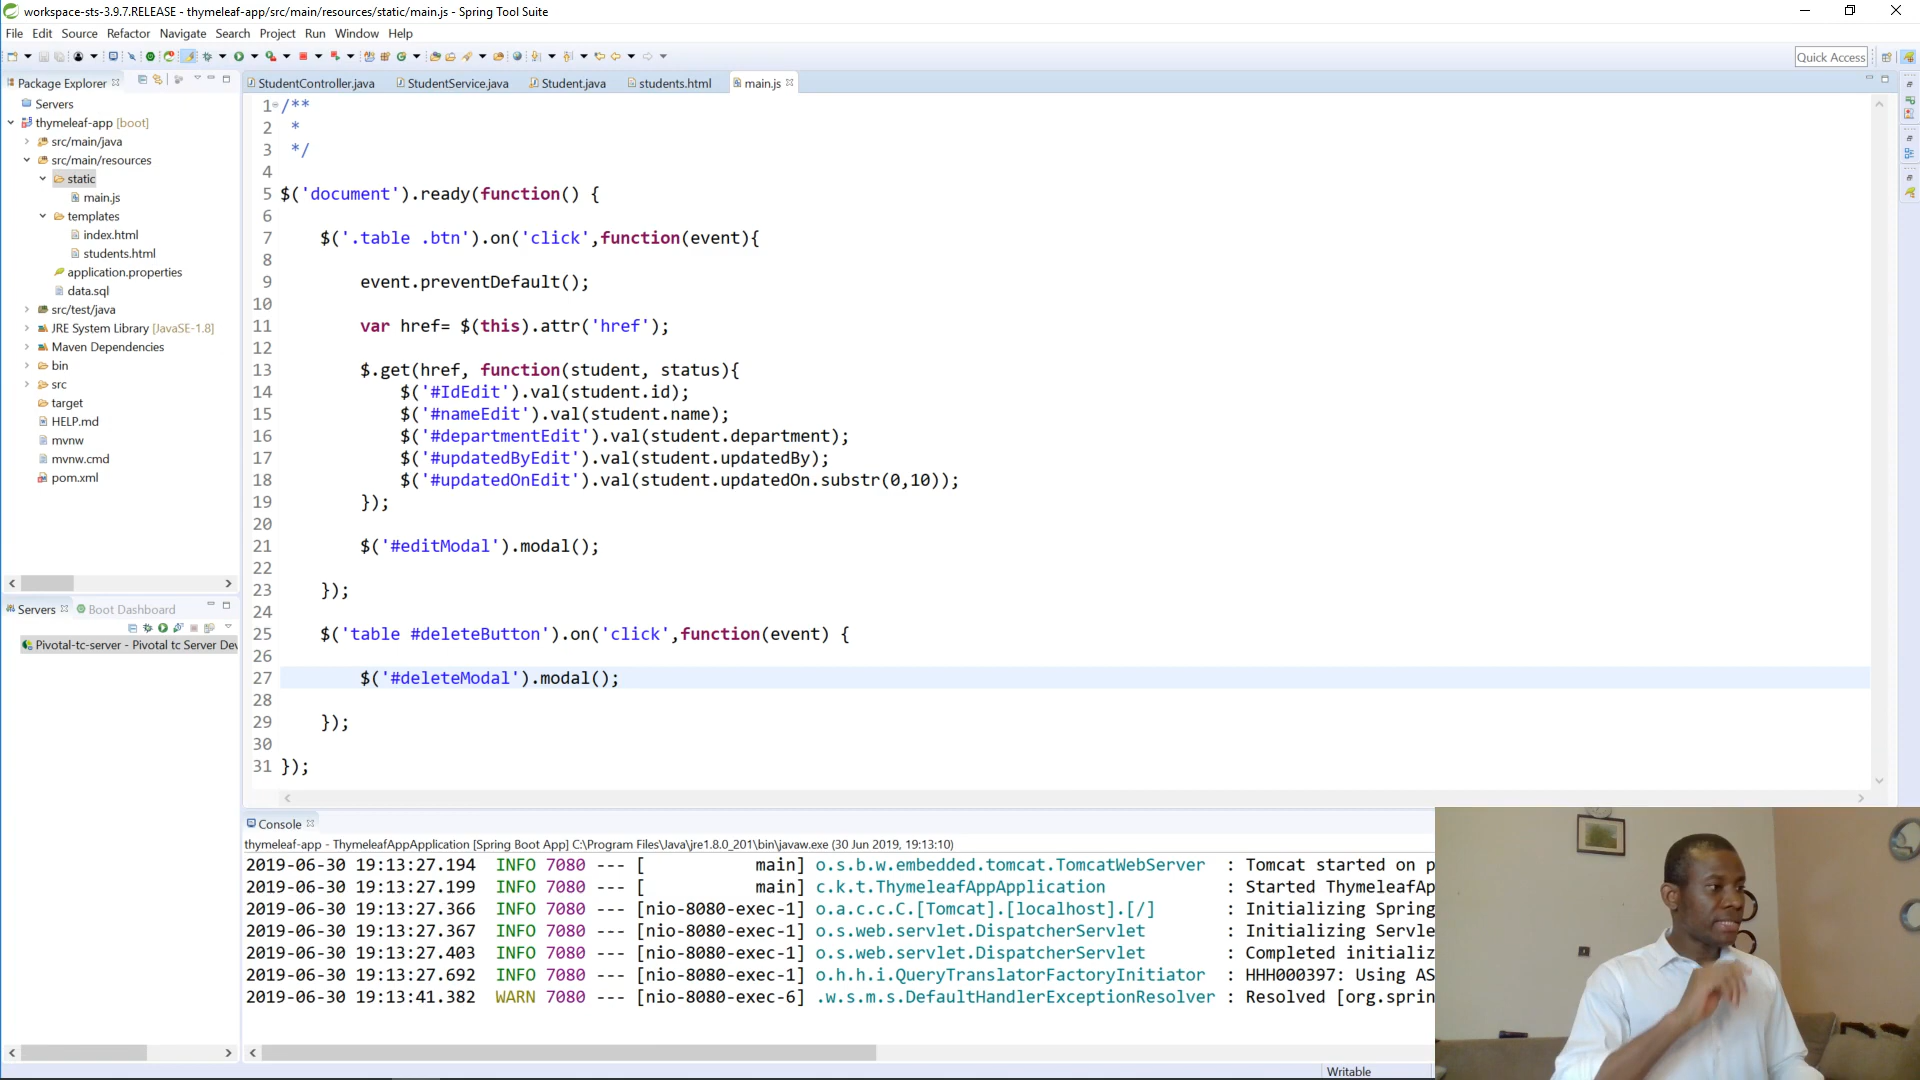 workspace-sts-3.9.7.RELEASE - thymeleaf-app/src/main/resources/static/main.js - Spring Tool Suite
File Edit Source Refactor Navigate Search Project Run Window Help
Quick Access
Package Explorer
Servers
thymeleaf-app [boot]
src/main/java
src/main/resources
static
main.js
templates
index.html
students.html
application.properties
data.sql
src/test/java
JRE System Library [JavaSE-1.8]
Maven Dependencies
bin
src
target
HELP.md
mvnw
mvnw.cmd
pom.xml
Servers Boot Dashboard
Pivotal-tc-server - Pivotal tc Server Dev
StudentController.java StudentService.java Student.java students.html main.js
1 /**
2 *
3 */
4
5 $('document').ready(function() {
6
7 $('.table .btn').on('click',function(event){
8
9 event.preventDefault();
10
11 var href= $(this).attr('href');
12
13 $.get(href, function(student, status){
14 $('#IdEdit').val(student.id);
15 $('#nameEdit').val(student.name);
16 $('#departmentEdit').val(student.department);
17 $('#updatedByEdit').val(student.updatedBy);
18 $('#updatedOnEdit').val(student.updatedOn.substr(0,10));
19 });
20
21 $('#editModal').modal();
22
23 });
24
25 $('table #deleteButton').on('click',function(event) {
26
27 $('#deleteModal').modal();
28
29 });
30
31 });
Console
thymeleaf-app - ThymeleafAppApplication [Spring Boot App] C:\Program Files\Java\jre1.8.0_201\bin\javaw.exe (30 Jun 2019, 19:13:10)
2019-06-30 19:13:27.194 INFO 7080 --- [ main] o.s.b.w.embedded.tomcat.TomcatWebServer : Tomcat started on p
2019-06-30 19:13:27.199 INFO 7080 --- [ main] c.k.t.ThymeleafAppApplication : Started ThymeleafAp
2019-06-30 19:13:27.366 INFO 7080 --- [nio-8080-exec-1] o.a.c.c.C.[Tomcat].[localhost].[/] : Initializing Spring
2019-06-30 19:13:27.367 INFO 7080 --- [nio-8080-exec-1] o.s.web.servlet.DispatcherServlet : Initializing Servle
2019-06-30 19:13:27.403 INFO 7080 --- [nio-8080-exec-1] o.s.web.servlet.DispatcherServlet : Completed initializ
2019-06-30 19:13:27.692 INFO 7080 --- [nio-8080-exec-1] o.h.h.i.QueryTranslatorFactoryInitiator : HHH000397: Using AS
2019-06-30 19:13:41.382 WARN 7080 --- [nio-8080-exec-6] .w.s.m.s.DefaultHandlerExceptionResolver : Resolved [org.sprin
Writable